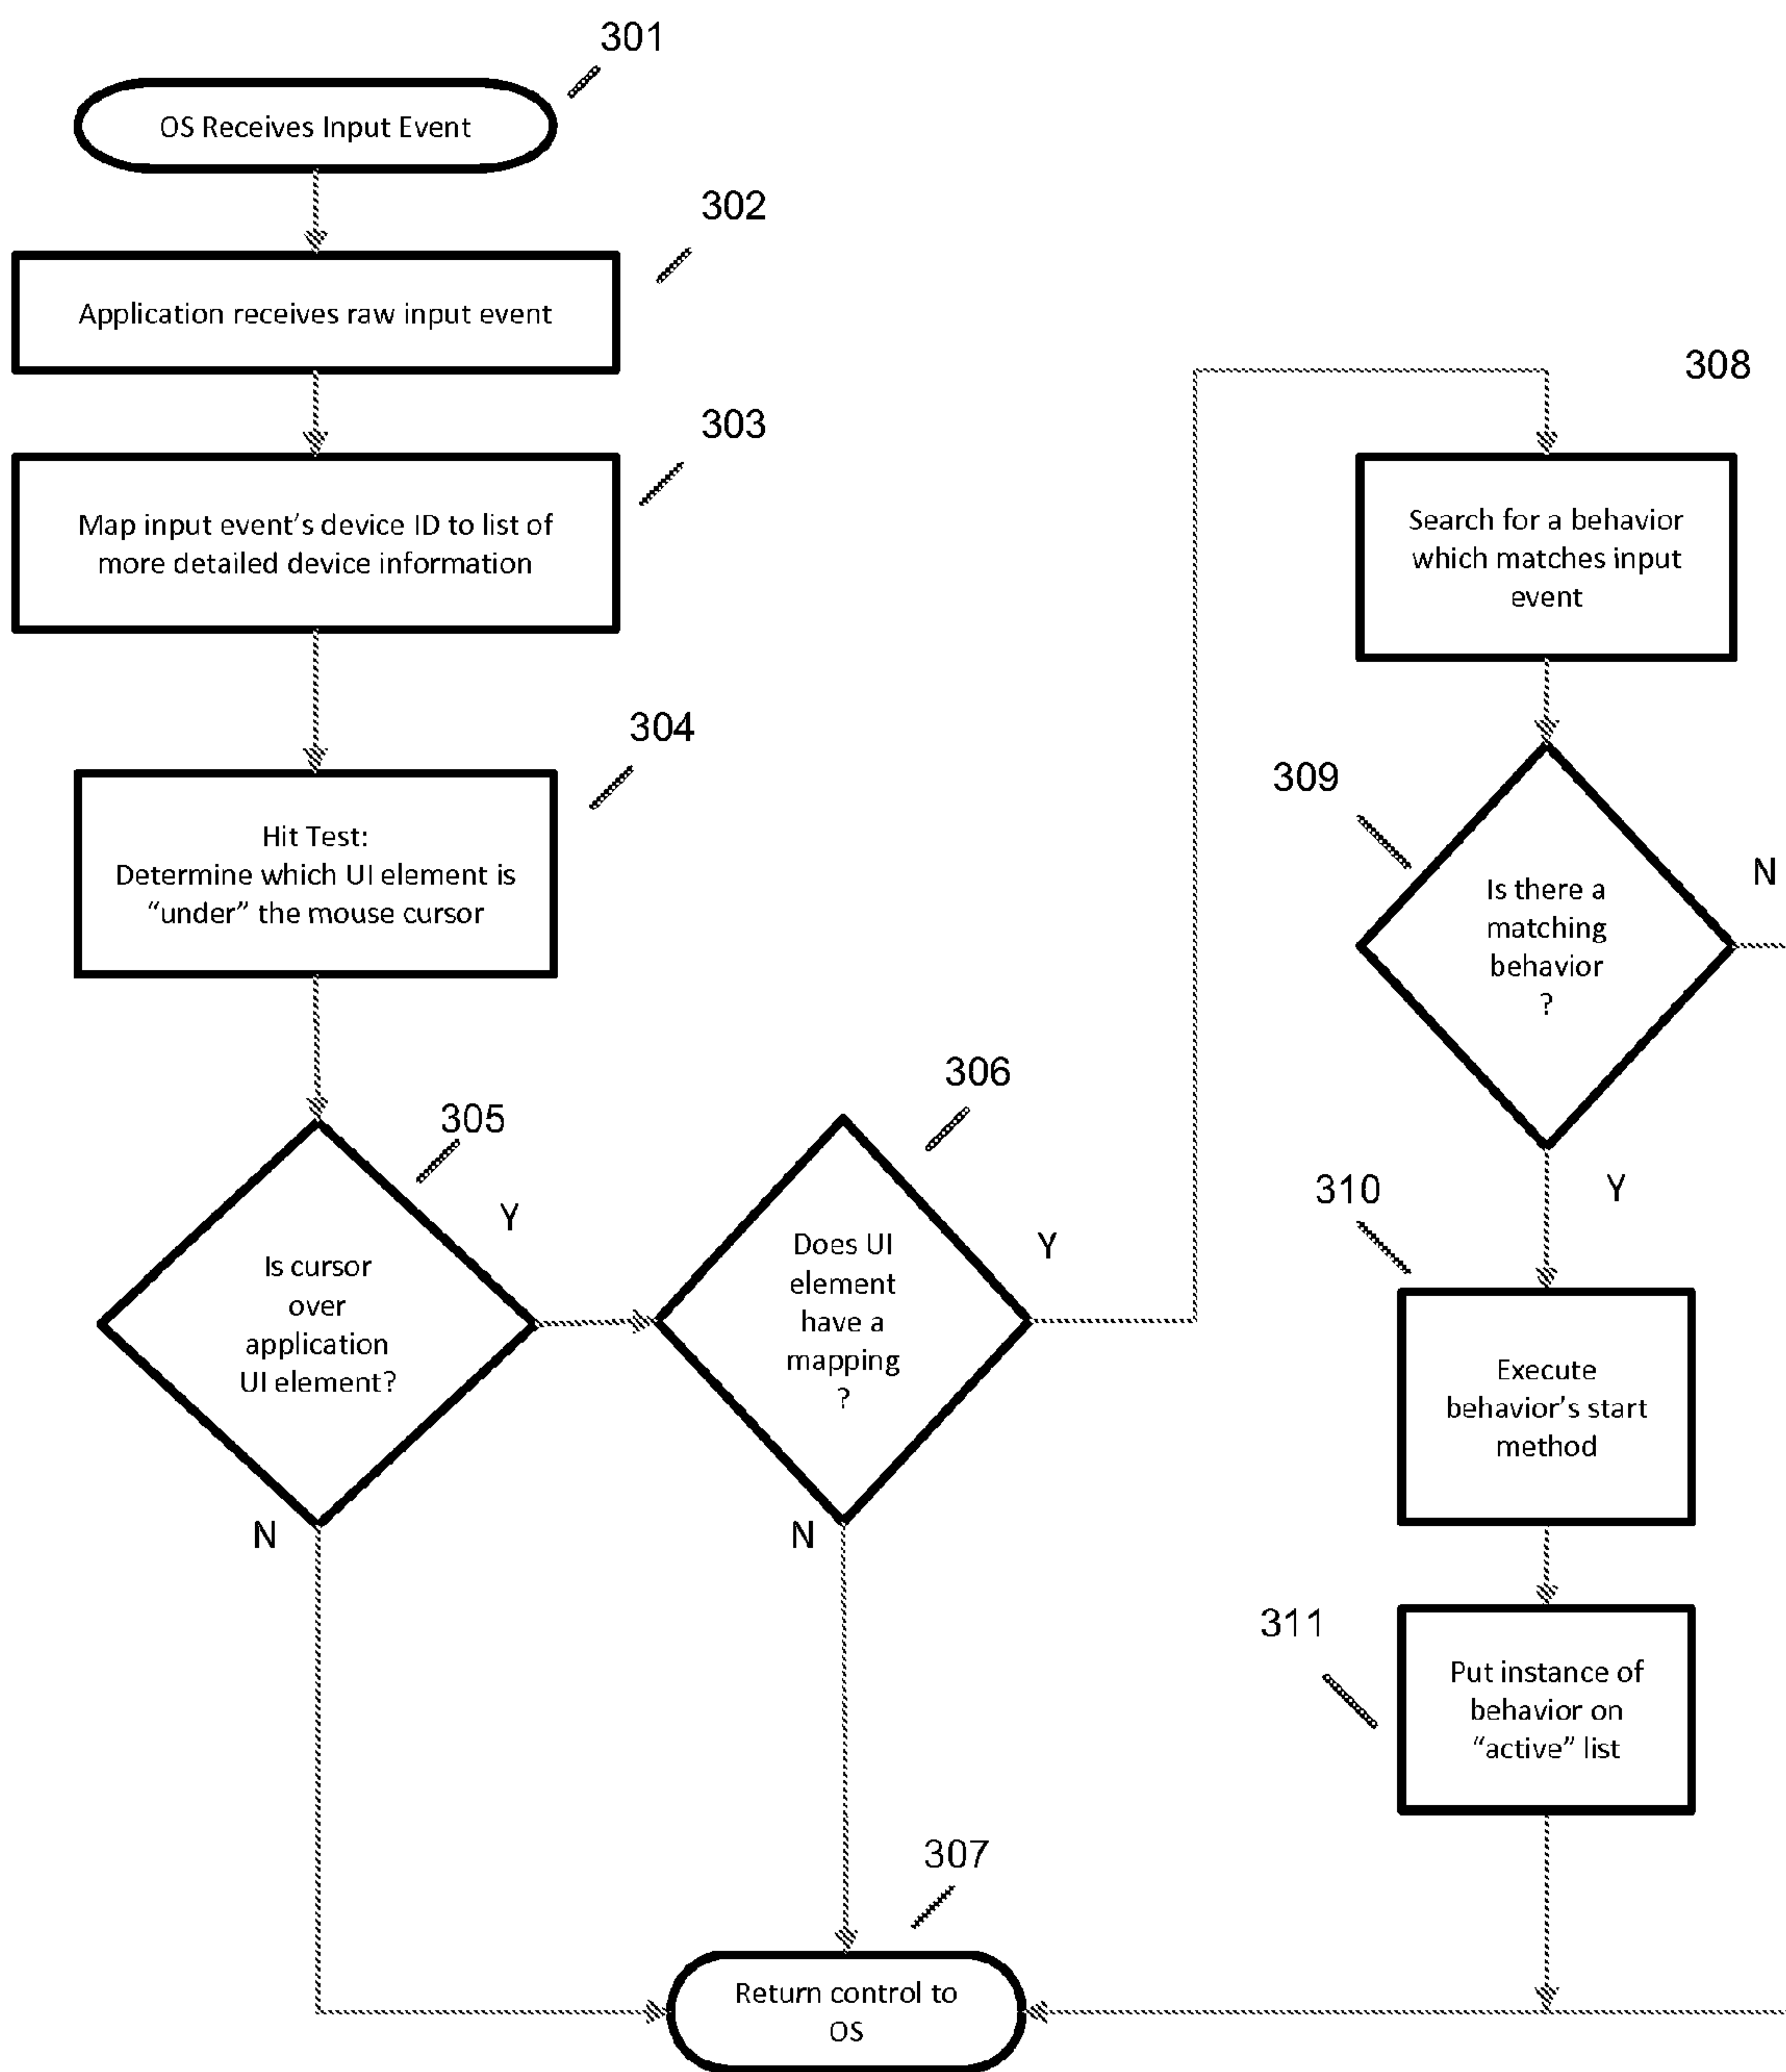 301
OS Receives Input Event
302
Application receives raw input event
303
Map input event's device ID to list of
more detailed device information
304
Hit Test:
Determine which UI element is
“under” the mouse cursor
305
Is cursor
over
application
UI element?
Y
N
306
Does UI
element
have a
mapping
?
Y
N
307
Return control to
OS
308
Search for a behavior
which matches input
event
309
Is there a
matching
behavior
?
N
Y
310
Execute
behavior's start
method
311
Put instance of
behavior on
“active” list